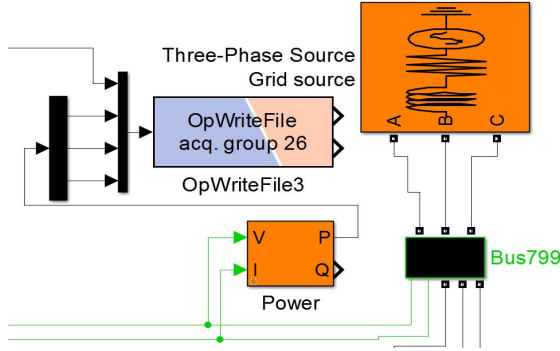 Three-Phase Source
Grid source
A
B
C
OpWriteFile
acq. group 26
OpWriteFile3
V
P
I
Q
Power
Bus799